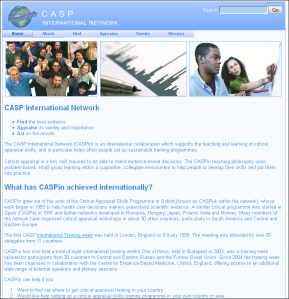 Search: Go
CASP
INTERNATIONAL NETWORK
Home About Find Appraise Events Discuss
CASP International Network
Find the best evidence
Appraise its validity and importance
Act on the results
The CASP International Network (CASPin) is an international collaboration which supports the teaching and learning of critical
appraisal skills, and in particular helps other people set up sustainable training programmes.
Critical appraisal is a key skill required to be able to make evidence-based decisions. The CASPin teaching philosophy uses
problem-based, small group learning within a supportive, collegiate environment to help people to develop their skills and put them
into practice.
What has CASPin achieved internationally?
CASPin grew out of the work of the Critical Appraisal Skills Programme in Oxford (known as CASPuk within the network), whose
work began in 1993 to help health care decisions makers understand scientific evidence. A similar critical programme was started in
Spain (CASPe) in 1997 and further networks developed in Romania, Hungary, Japan, Poland, India and Norway. Many members of
the network have organised critical appraisal workshops in about 30 other countries, particularly in South America and Central and
Eastern Europe.
The first CASP International Training week was held in London, England on 5-9 July 1999. The meeting was attended by over 20
delegates from 11 countries.
CASPin has now held a total of eight international training weeks. One of these, held in Budapest in 2002, was a training week
tailored for participants from 30 countries in Central and Eastern Europe and the Former Soviet Union. Since 2004 the training week
has been organised in collaboration with the Centre for Evidence-Based Medicine, Oxford, England, offering access to an additional
wide-range of external speakers and plenary sessions.
CASPin can help if you:
1. Want to find out where to get critical appraisal training in your country
2. Would like help setting up a critical appraisal skills training programme in your own country or area.